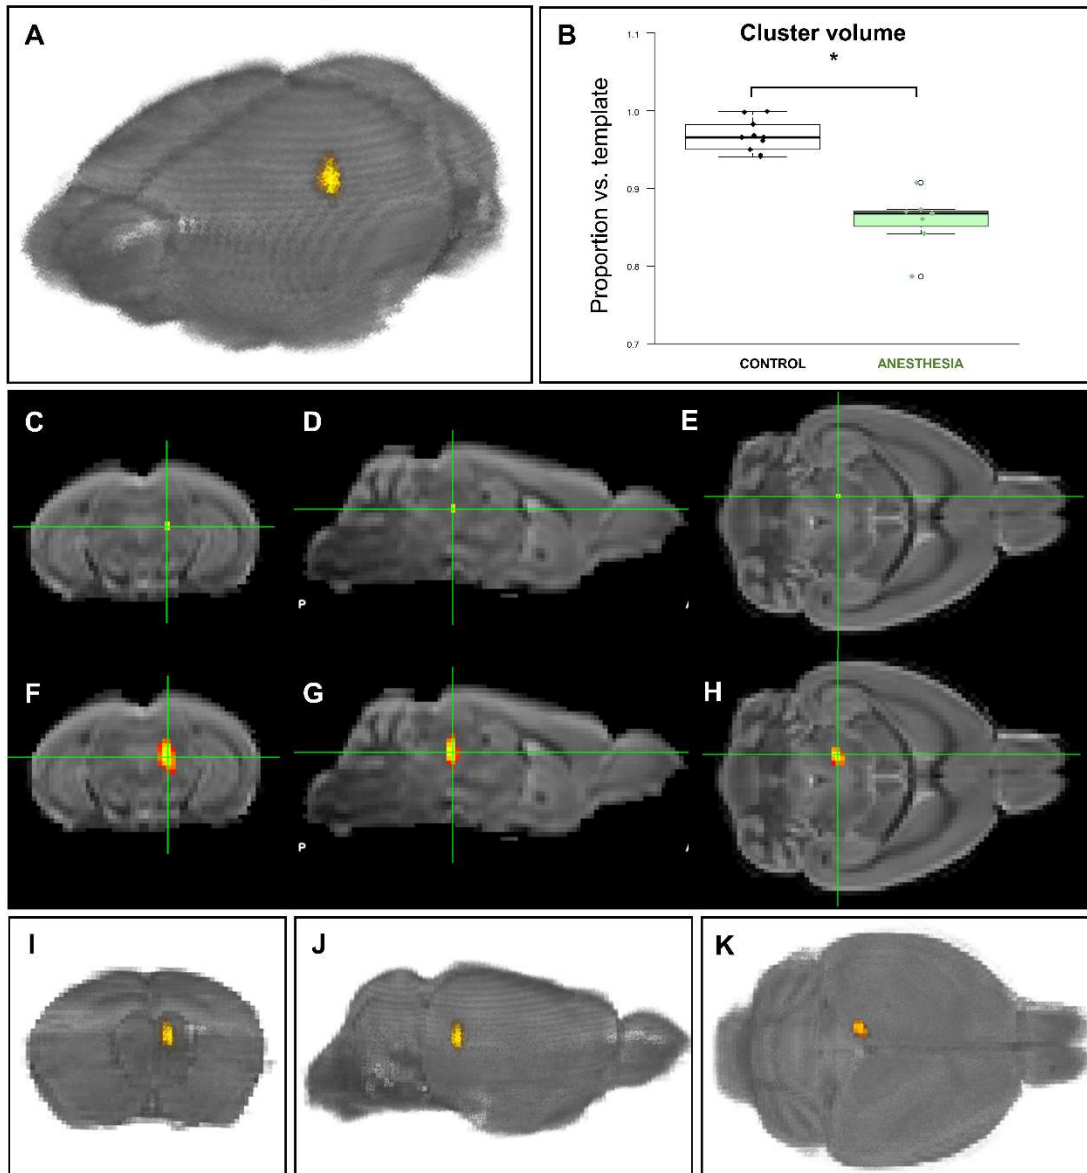 A
B
Cluster volume
*
Proportion vs. template
1.1
1.0
0.9
0.8
0.7
CONTROL
ANESTHESIA
C
D
E
P
F
G
H
P
I
J
K